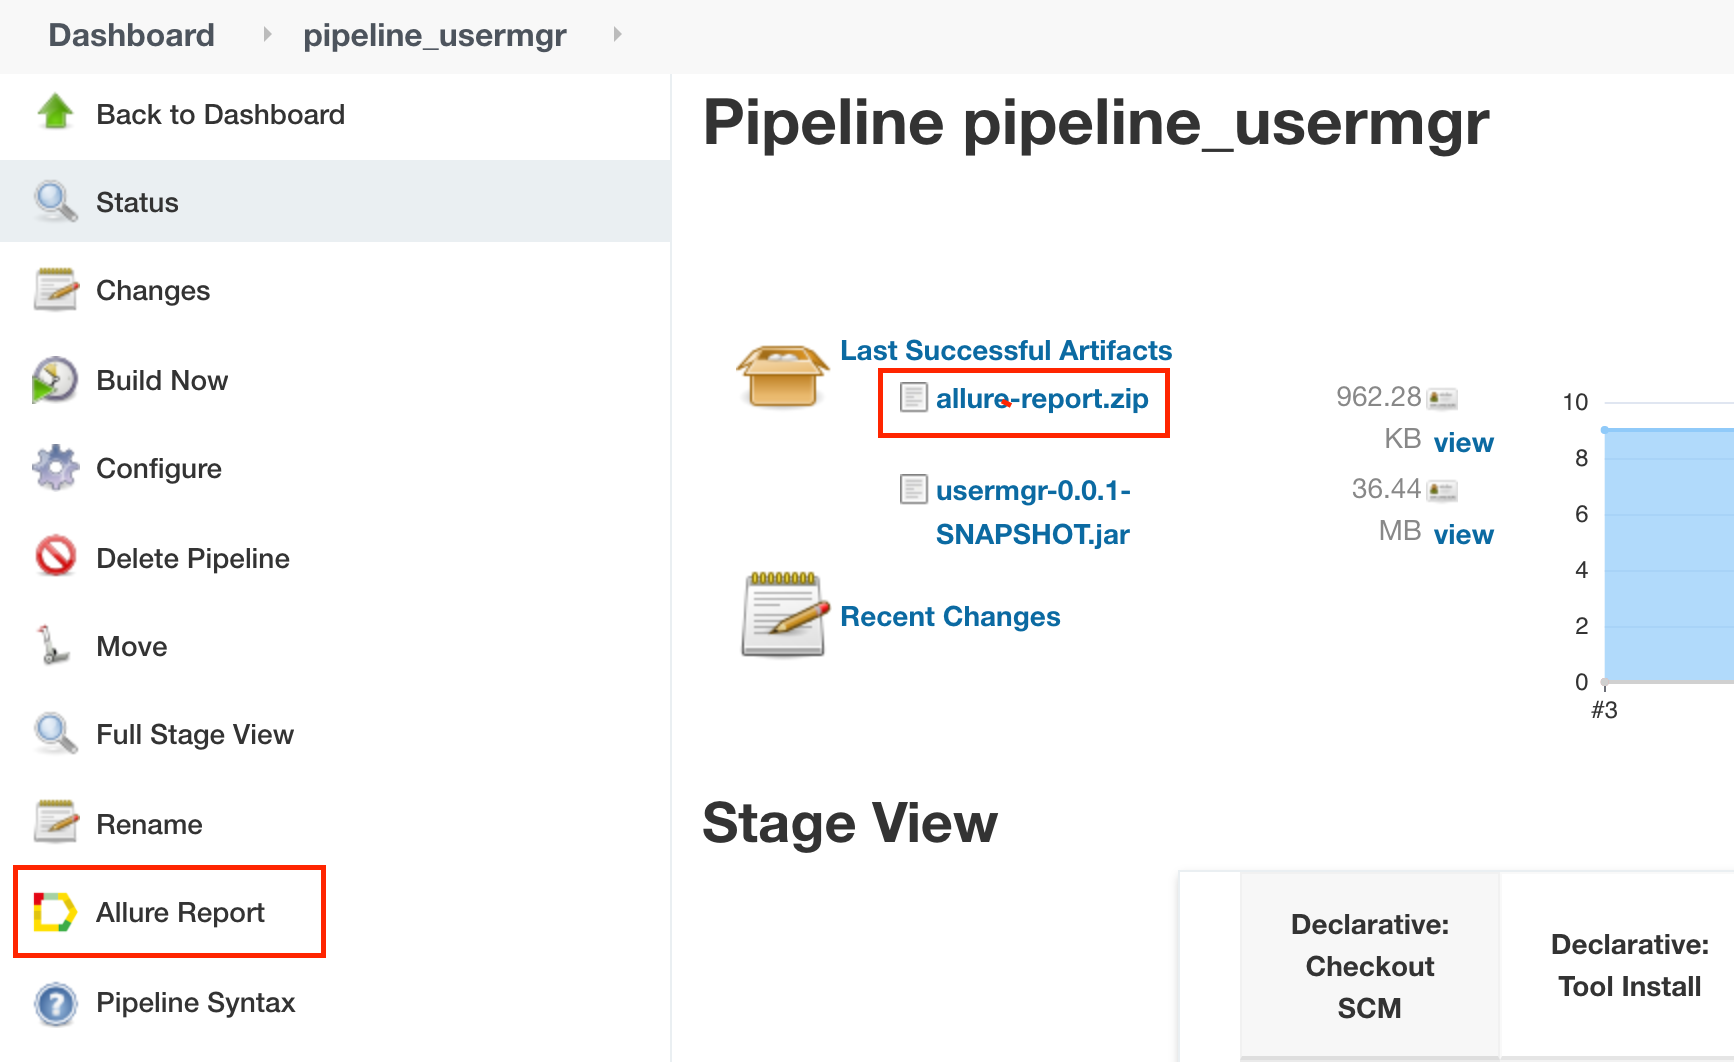 Dashboard
pipeline_usermgr
Back to Dashboard
Status
Changes
Build Now
Configure
Delete Pipeline
Move
Full Stage View
Rename
Allure Report
Pipeline Syntax
Pipeline pipeline_usermgr
Last Successful Artifacts
allure-report.zip
962.28
KB view
usermgr-0.0.1-
SNAPSHOT.jar
36.44
MB view
Recent Changes
10
8
6
4
2
0
#3
Stage View
Declarative:
Checkout
SCM
Declarative:
Tool Install